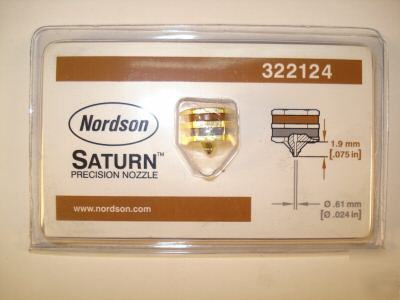 322124
Nordson
SATURN™
PRECISION NOZZLE
1.9 mm
[.075 in]
www.nordson.com
Ø .61 mm
[Ø .024 in]